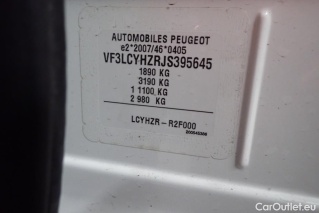 AUTOMOBILES PEUGEOT
e2*2007/46*0405
VF3LCYHZRJS395645
1890 KG
3190 KG
1 1100 KG
2 980 KG
LCYHZR-R2F000
CarOutlet.eu